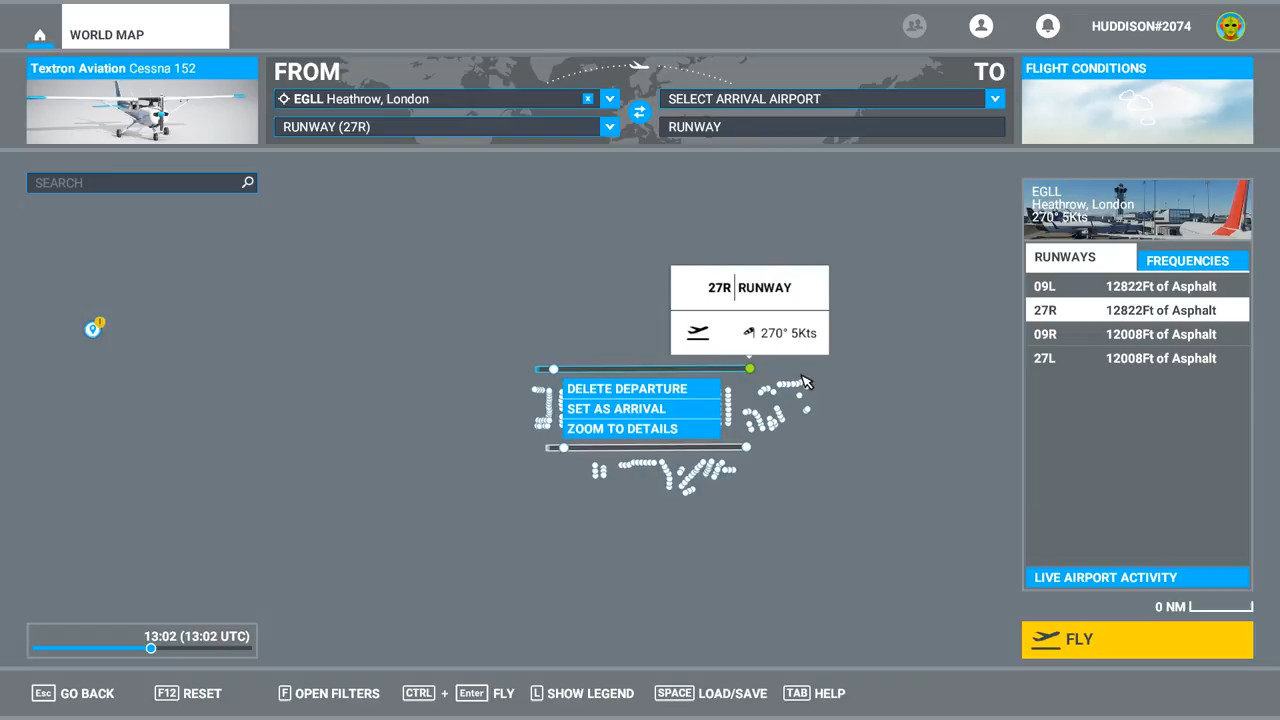 WORLD MAP
HUDDISON#2074
Textron Aviation Cessna 152
FROM
TO
EGLL Heathrow, London
x
SELECT ARRIVAL AIRPORT
RUNWAY (27R)
RUNWAY
FLIGHT CONDITIONS
SEARCH
EGLL
Heathrow, London
270° 5Kts
RUNWAYS
FREQUENCIES
09L 12822Ft of Asphalt
27R 12822Ft of Asphalt
09R 12008Ft of Asphalt
27L 12008Ft of Asphalt
27R RUNWAY
270° 5Kts
!
DELETE DEPARTURE
SET AS ARRIVAL
ZOOM TO DETAILS
LIVE AIRPORT ACTIVITY
0 NM
13:02 (13:02 UTC)
FLY
Esc GO BACK
F12 RESET
F OPEN FILTERS
CTRL + Enter FLY
L SHOW LEGEND
SPACE LOAD/SAVE
TAB HELP